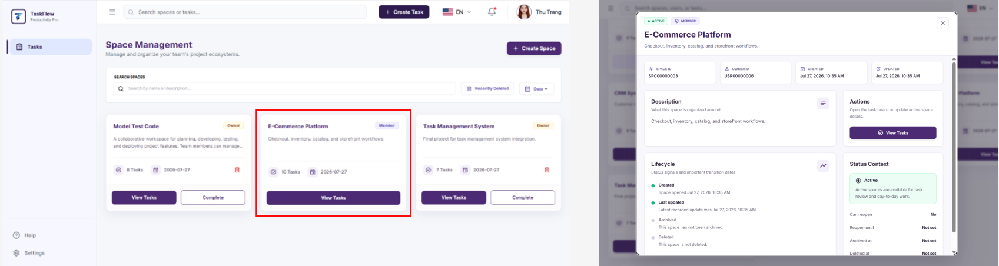 TaskFlow
Productivity Pro
Search spaces or tasks...
+ Create Task
EN
Thu Trang
Tasks
Space Management
Manage and organize your team's project ecosystems.
+ Create Space
SEARCH SPACES
Search by name or description...
Recently Deleted
Date
Model Test Code
Owner
A collaborative workspace for planning, developing, testing,
and deploying project features. Team members can manage...
8 Tasks
2026-07-27
View Tasks
Complete
E-Commerce Platform
Member
Checkout, inventory, catalog, and storefront workflows.
10 Tasks
2026-07-27
View Tasks
Task Management System
Owner
Final project for task management system integration.
7 Tasks
2026-07-27
View Tasks
Complete
Help
Settings
Search spaces, users, or tasks...
EN
ACTIVE
MEMBER
E-Commerce Platform
Checkout, inventory, catalog, and storefront workflows.
# SPACE ID
SPC00000003
OWNER ID
USR00000006
CREATED
Jul 27, 2026, 10:35 AM
UPDATED
Jul 27, 2026, 10:35 AM
Description
What this space is organized around.
Checkout, inventory, catalog, and storefront workflows.
Actions
Open the task board or update active space
details.
View Tasks
Lifecycle
Status signals and important transition dates.
Created
Space opened Jul 27, 2026, 10:35 AM.
Last updated
Latest recorded update was Jul 27, 2026, 10:35 AM.
Archived
This space has not been archived.
Deleted
This space is not deleted.
Status Context
Active
Active spaces are available for task
review and day-to-day work.
Can reopen
No
Reopen until
Not set
Archived at
Not set
Deleted at
Not set